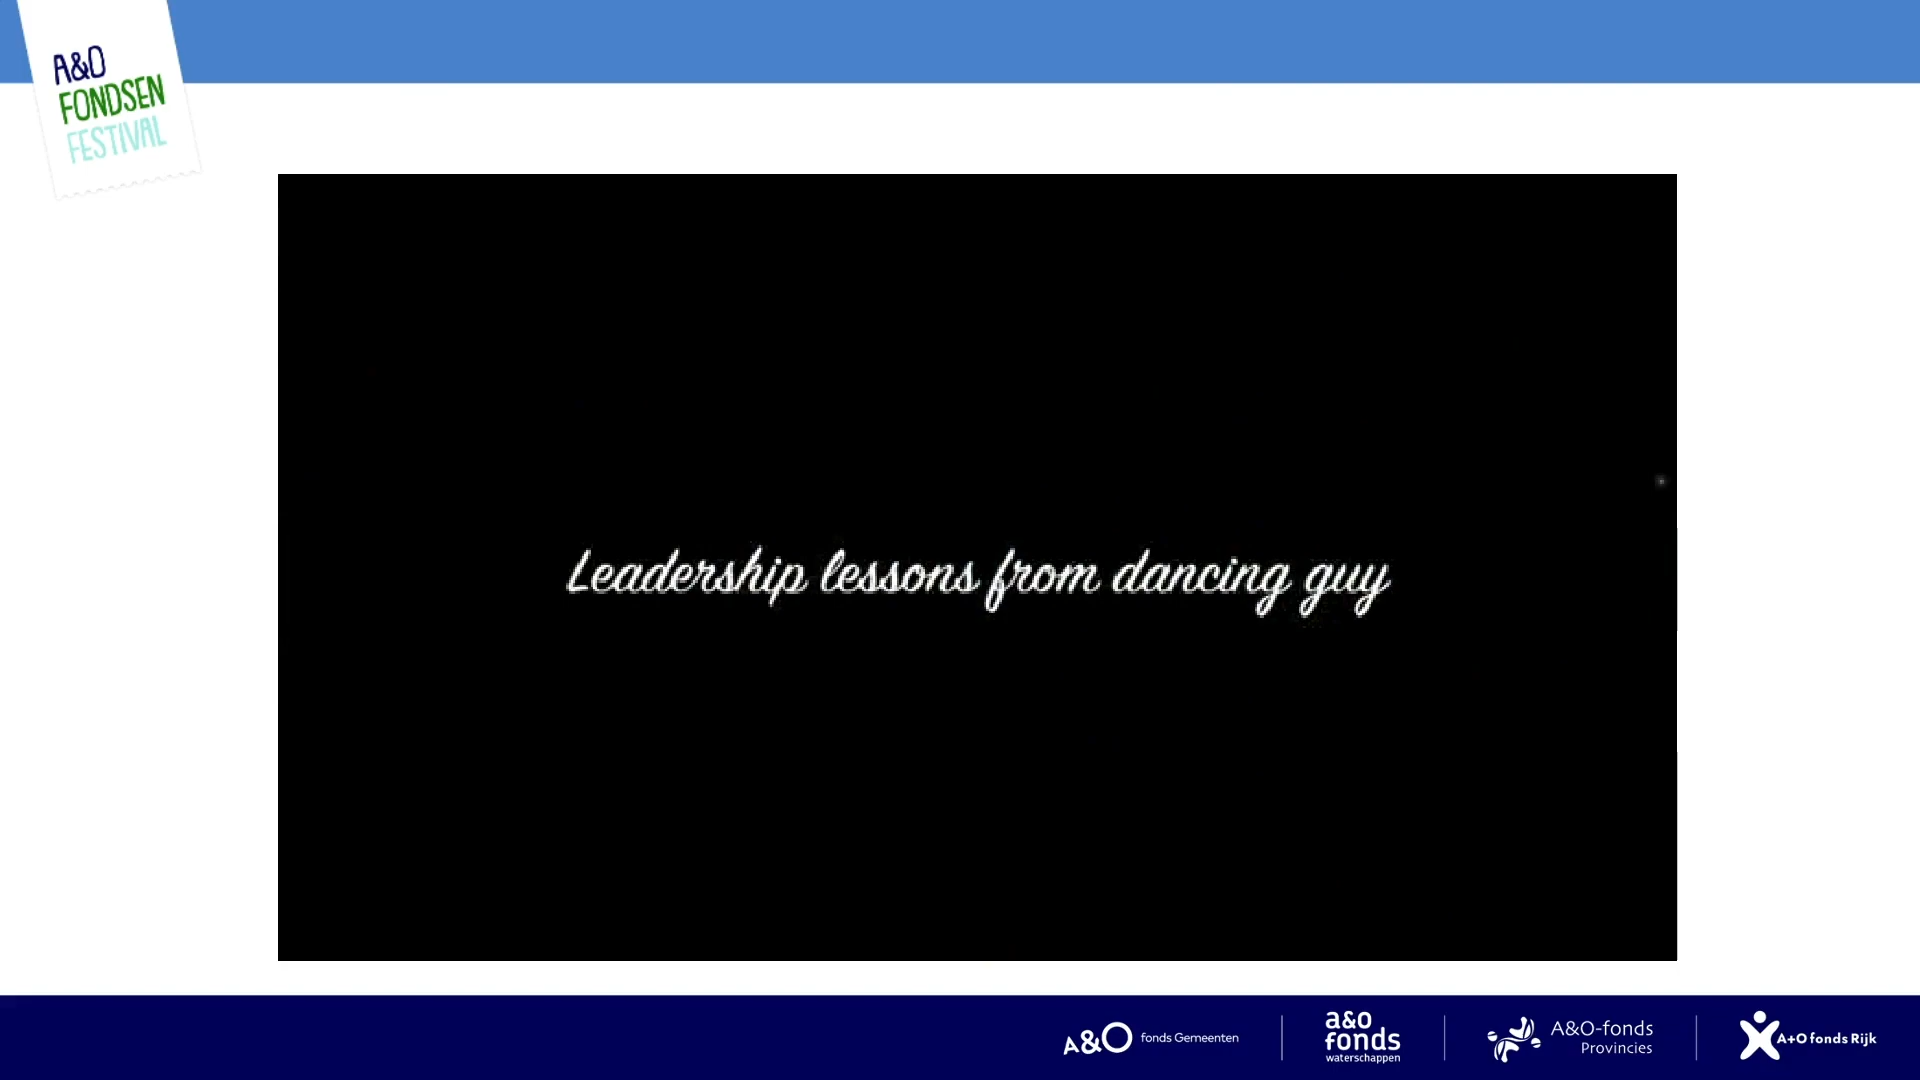 A&O
FONDSEN
FESTIVAL
Leadership lessons from dancing guy
A&O fonds Gemeenten
a&o
fonds
waterschappen
A&O-fonds
Provincies
A+O fonds Rijk